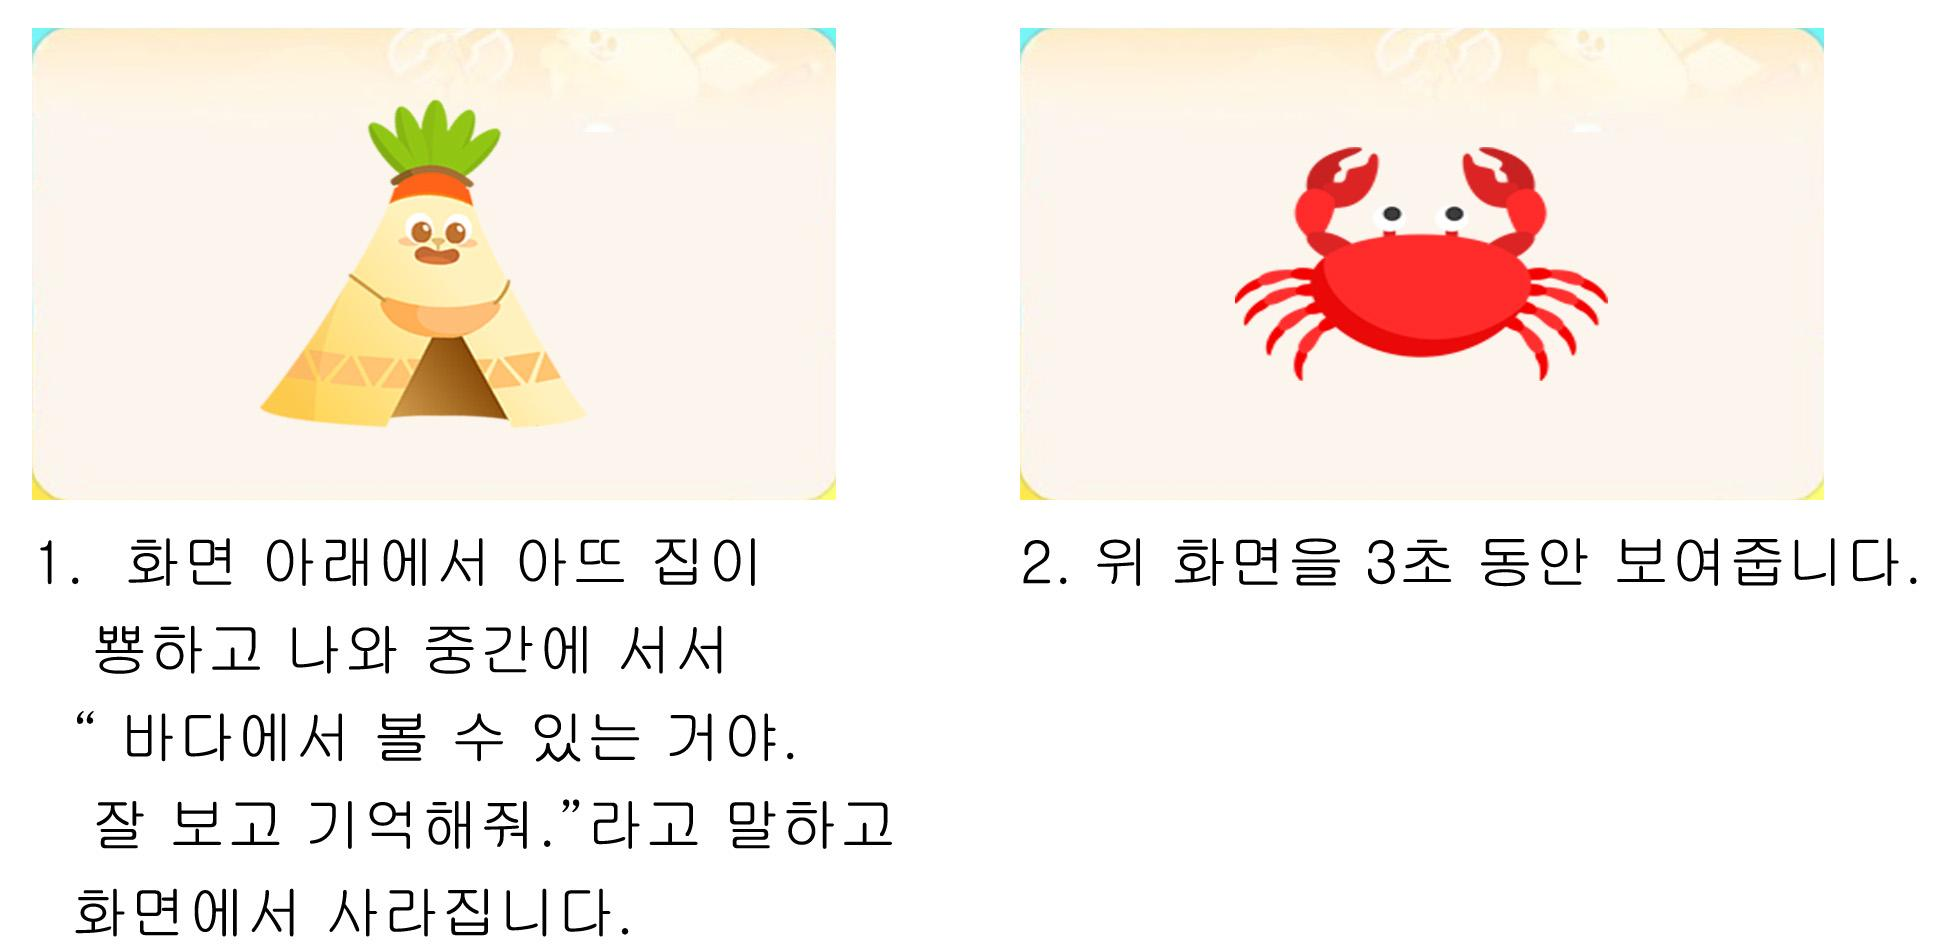 1. 화면 아래에서 아뜨 집이
뿅하고 나와 중간에 서서
“ 바다에서 볼 수 있는 거야.
잘 보고 기억해줘.”라고 말하고
화면에서 사라집니다.
2. 위 화면을 3초 동안 보여줍니다.